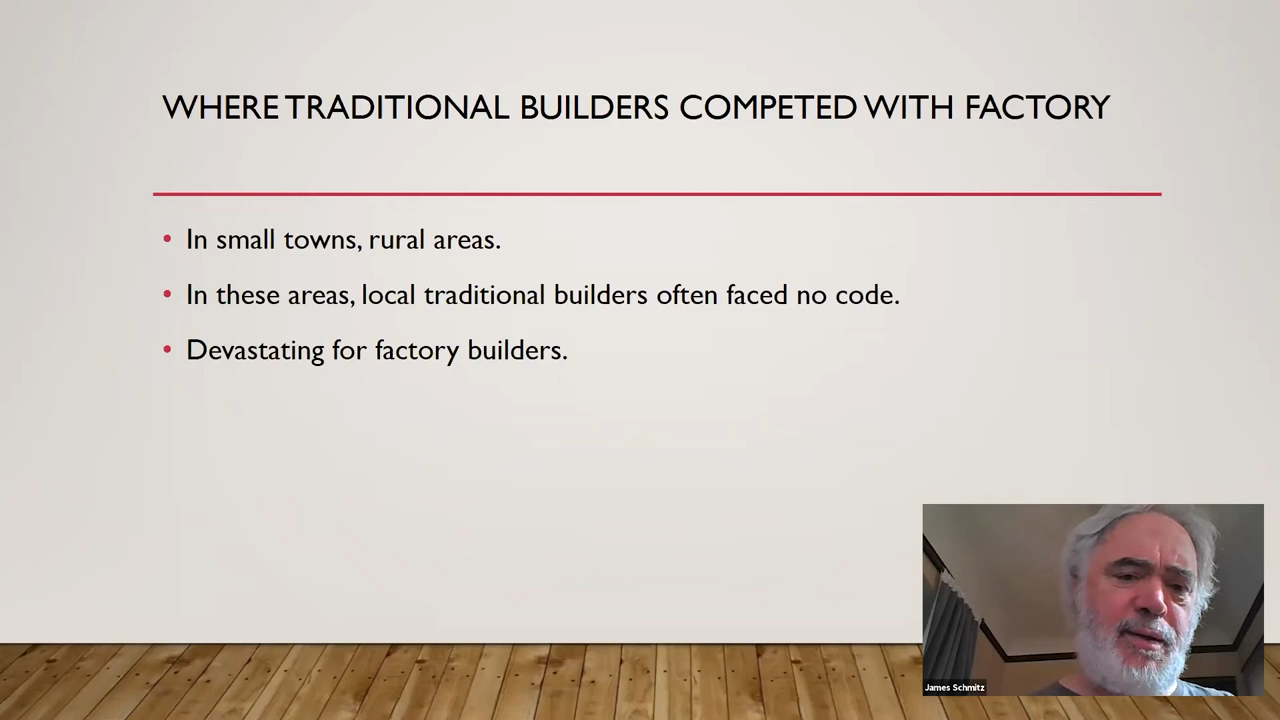 WHERE TRADITIONAL BUILDERS COMPETED WITH FACTORY
• In small towns, rural areas.
• In these areas, local traditional builders often faced no code.
• Devastating for factory builders.
James Schmitz